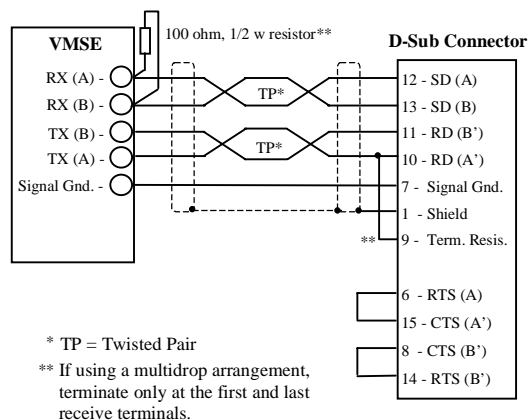 100 ohm, 1/2 w resistor**
VMSE
D-Sub Connector
RX (A) -
RX (B) -
TX (B) -
TX (A) -
Signal Gnd. -
TP*
TP*
12 - SD (A)
13 - SD (B)
11 - RD (B’)
10 - RD (A’)
7 - Signal Gnd.
1 - Shield
** 9 - Term. Resis.
6 - RTS (A)
15 - CTS (A’)
8 - CTS (B’)
14 - RTS (B’)
* TP = Twisted Pair
** If using a multidrop arrangement,
terminate only at the first and last
receive terminals.